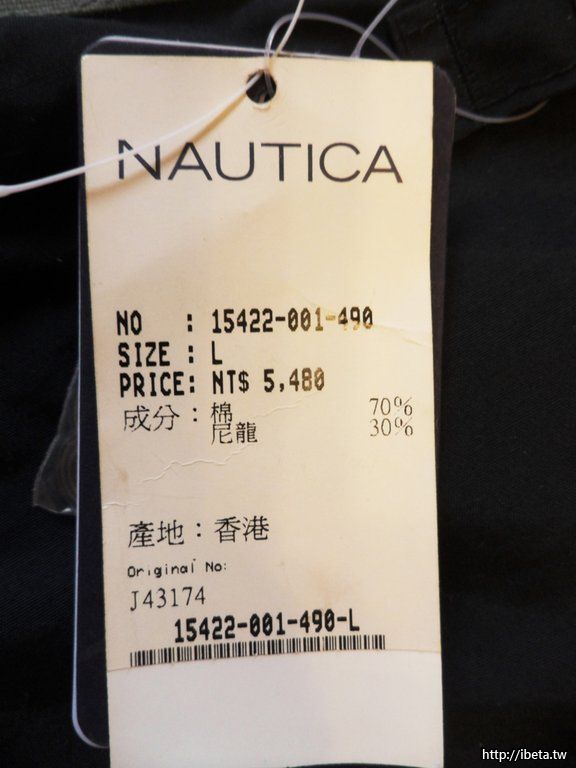 NAUTICA
NO : 15422-001-490
SIZE : L
PRICE: NT$ 5,480
成分：棉 70%
尼龍 30%
產地：香港
Original No:
J43174
15422-001-490-L
http://ibeta.tw